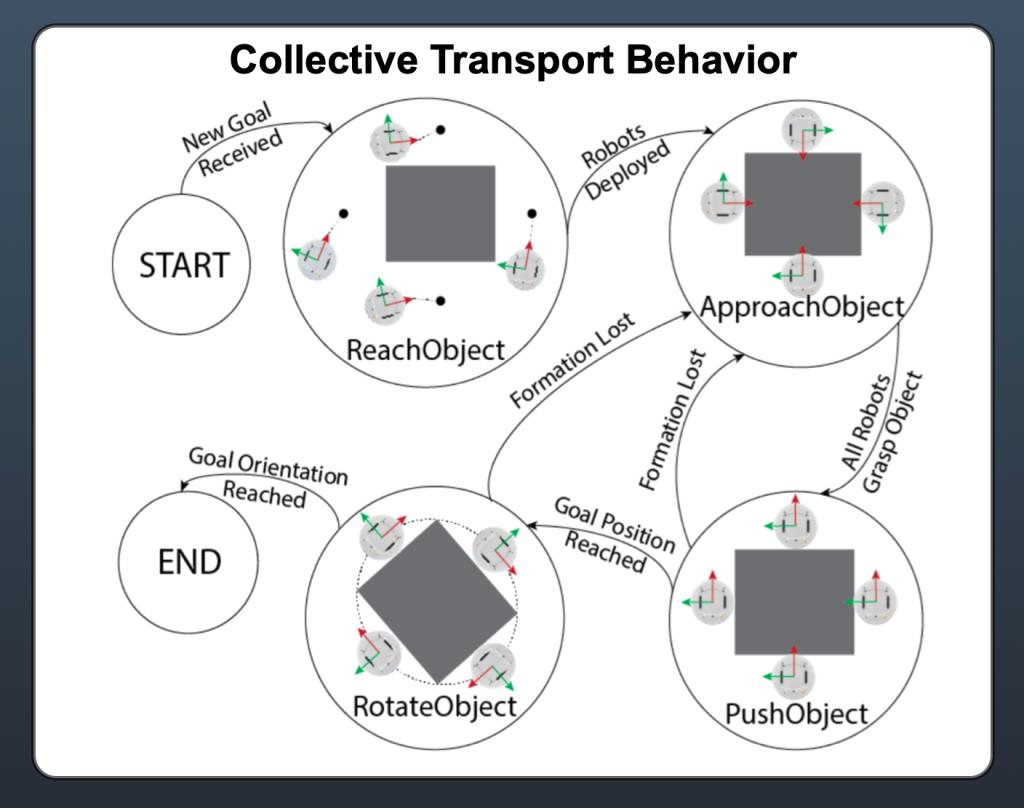 Collective Transport Behavior
New Goal
Received
START
ReachObject
Robots
Deployed
ApproachObject
Formation Lost
Formation Lost
All Robots
Grasp Object
Goal Orientation
Reached
END
RotateObject
Goal Position
Reached
PushObject